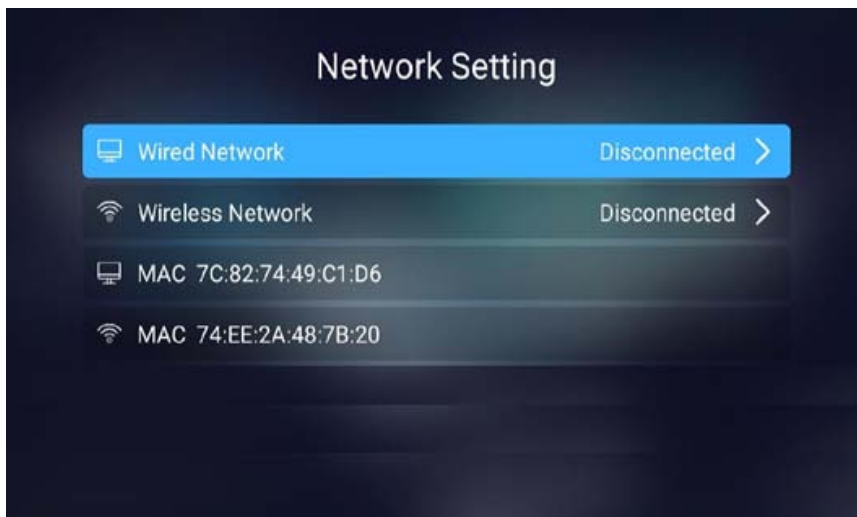 Network Setting
Wired Network Disconnected
Wireless Network Disconnected
MAC 7C:82:74:49:C1:D6
MAC 74:EE:2A:48:7B:20